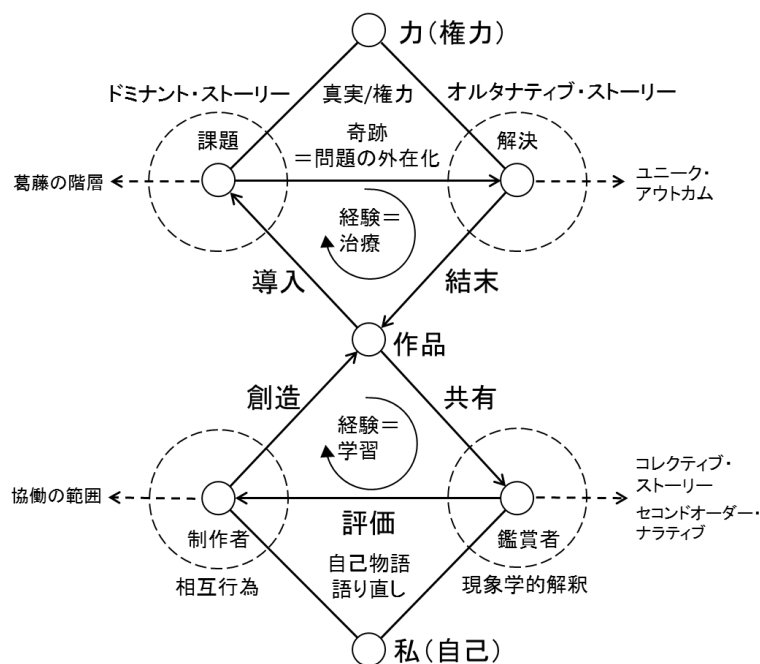 力(権力)
ドミナント・ストーリー
真実/権力
オルタナティブ・ストーリー
課題
奇跡
＝問題の外在化
解決
葛藤の階層
ユニーク・
アウトカム
経験＝
治療
導入
結末
作品
創造
共有
経験＝
学習
協働の範囲
コレクティブ・
ストーリー
セコンドオーダー・
ナラティブ
評価
制作者
鑑賞者
自己物語
語り直し
相互行為
現象学的解釈
私(自己)